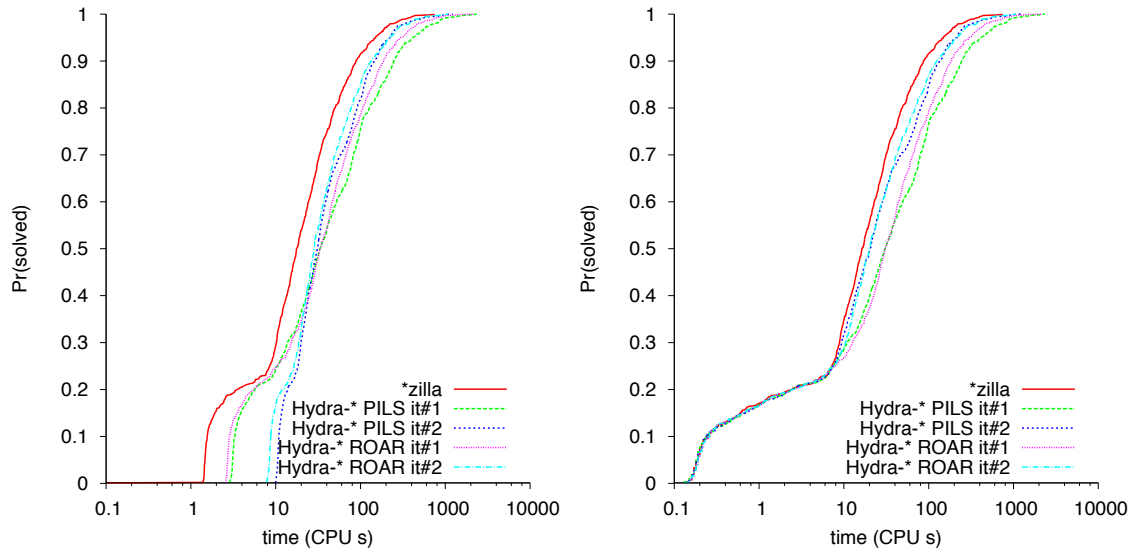 1
0.9
0.8
0.7
0.6
0.5
0.4
0.3
0.2
0.1
0
Pr(solved)
*zilla
Hydra-* PILS it#1
Hydra-* PILS it#2
Hydra-* ROAR it#1
Hydra-* ROAR it#2
0.1 1 10 100 1000 10000
time (CPU s)
1
0.9
0.8
0.7
0.6
0.5
0.4
0.3
0.2
0.1
0
Pr(solved)
*zilla
Hydra-* PILS it#1
Hydra-* PILS it#2
Hydra-* ROAR it#1
Hydra-* ROAR it#2
0.1 1 10 100 1000 10000
time (CPU s)